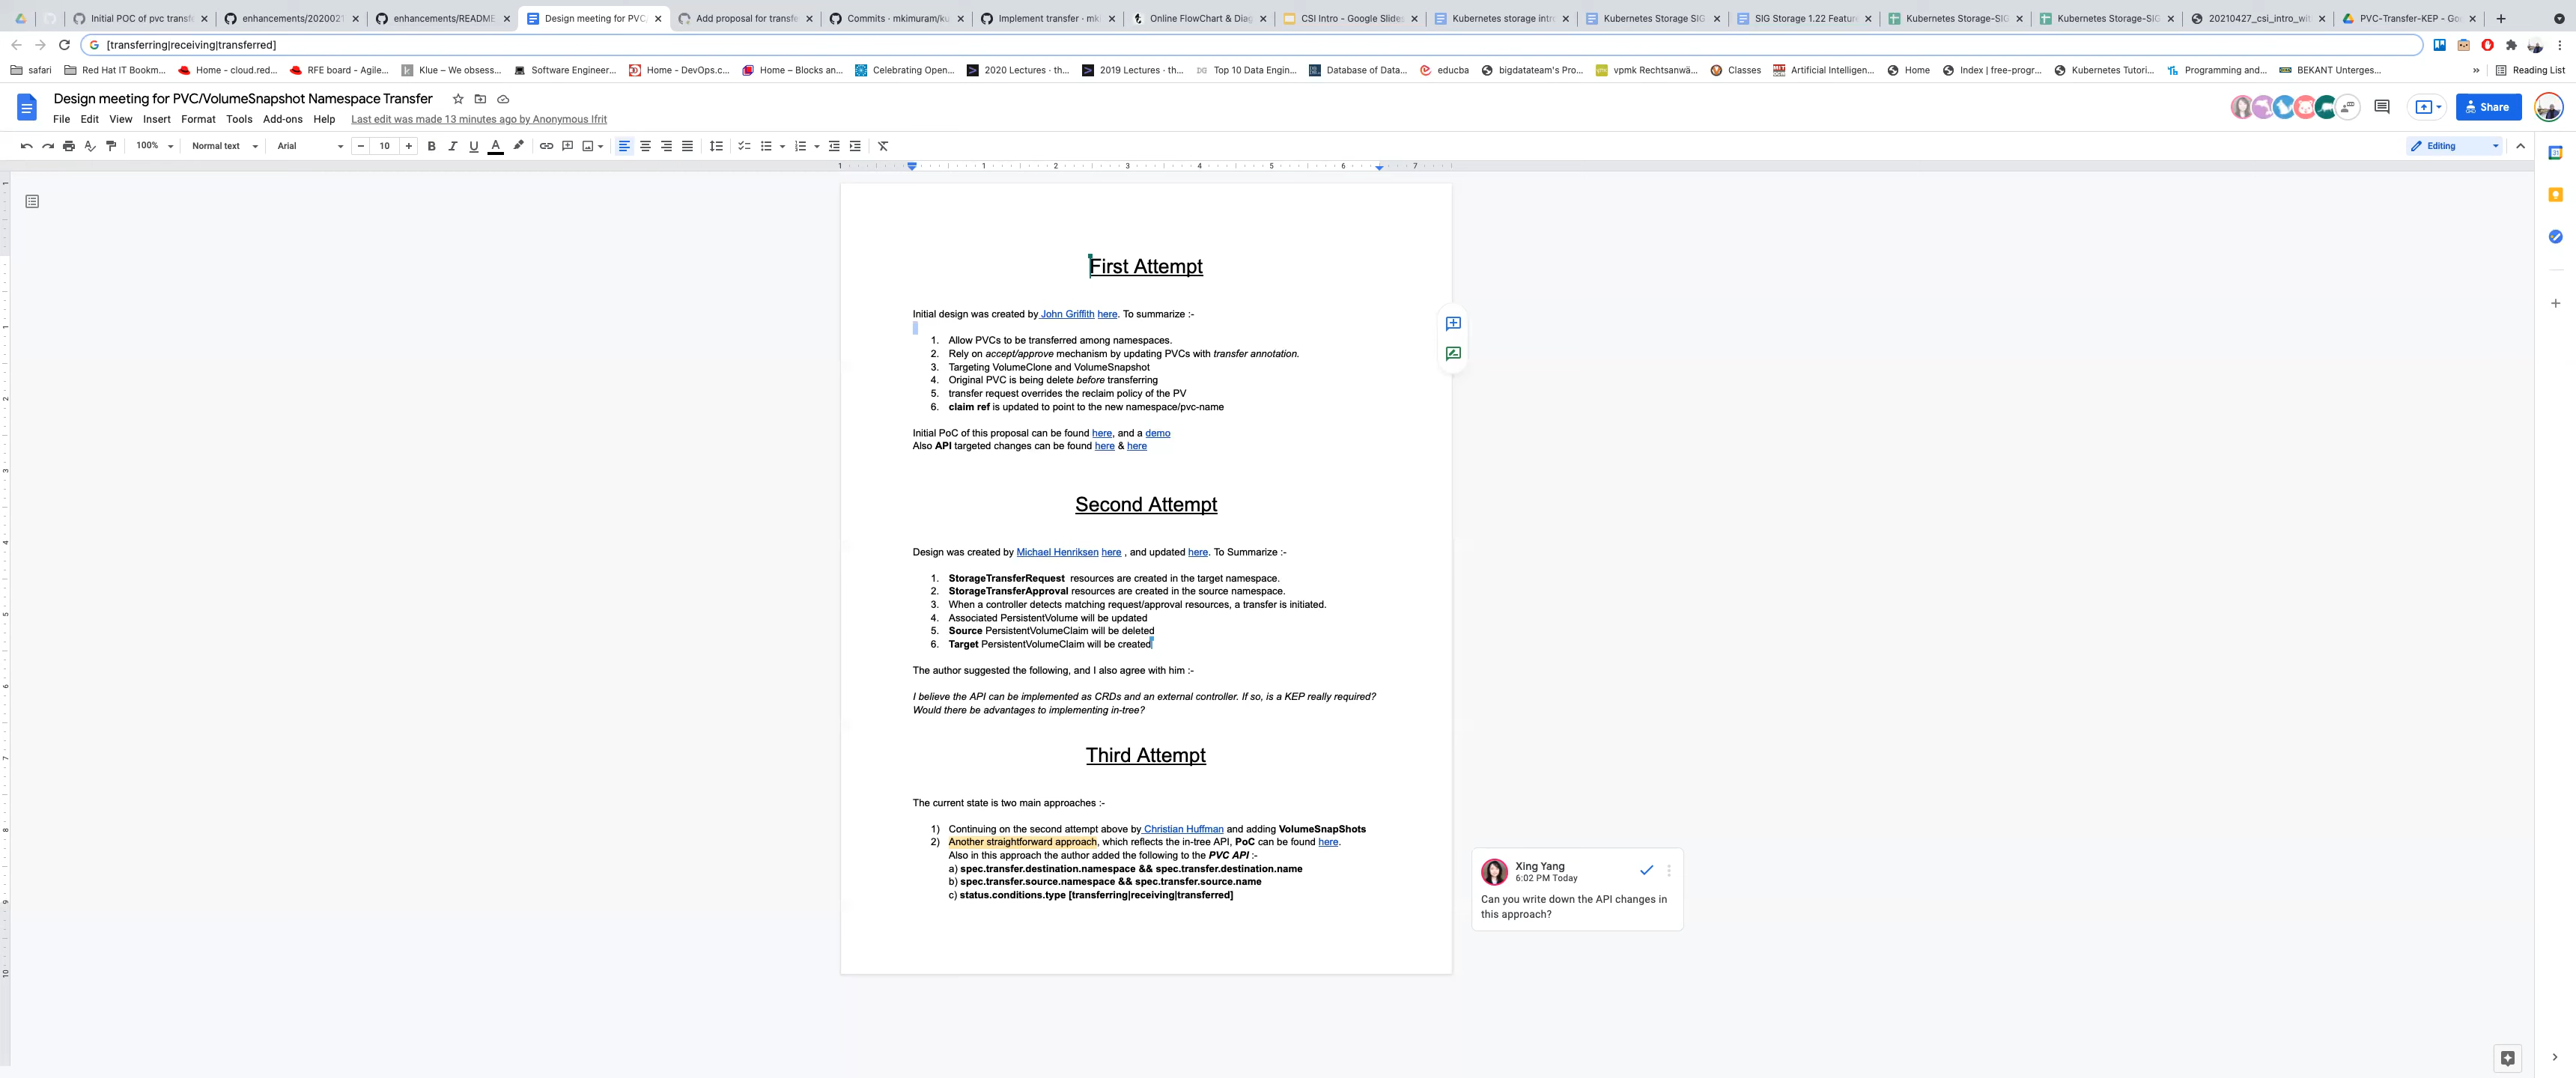 Initial POC of pvc transf
enhancements/2020021
enhancements/README
Design meeting for PVC/
Add proposal for transfe
Commits · mkimuram/ku
Implement transfer · mki
Online FlowChart & Diag
CSI Intro - Google Slides
Kubernetes storage intro
Kubernetes Storage SIG
SIG Storage 1.22 Feature
Kubernetes Storage-SIG
Kubernetes Storage-SIG
20210427_csi_intro_wit
PVC-Transfer-KEP - Goo
[transferring|receiving|transferred]
safari
Red Hat IT Bookm...
Home - cloud.red...
RFE board - Agile...
Klue – We obsess...
Software Engineer...
Home - DevOps.c...
Home – Blocks an...
Celebrating Open...
2020 Lectures · th...
2019 Lectures · th...
Top 10 Data Engin...
Database of Data...
educba
bigdatateam's Pro...
vpmk Rechtsanwä...
Classes
Artificial Intelligen...
Home
Index | free-progr...
Kubernetes Tutori...
Programming and...
BEKANT Unterges...
»
Reading List
Design meeting for PVC/VolumeSnapshot Namespace Transfer
File Edit View Insert Format Tools Add-ons Help Last edit was made 13 minutes ago by Anonymous Ifrit
Share
100% Normal text Arial 10 B I U A
Editing
1 1 2 3 4 5 6 7
First Attempt
Initial design was created by John Griffith here. To summarize :-
1. Allow PVCs to be transferred among namespaces.
2. Rely on accept/approve mechanism by updating PVCs with transfer annotation.
3. Targeting VolumeClone and VolumeSnapshot
4. Original PVC is being delete before transferring
5. transfer request overrides the reclaim policy of the PV
6. claim ref is updated to point to the new namespace/pvc-name
Initial PoC of this proposal can be found here, and a demo
Also API targeted changes can be found here & here
Second Attempt
Design was created by Michael Henriksen here , and updated here. To Summarize :-
1. StorageTransferRequest resources are created in the target namespace.
2. StorageTransferApproval resources are created in the source namespace.
3. When a controller detects matching request/approval resources, a transfer is initiated.
4. Associated PersistentVolume will be updated
5. Source PersistentVolumeClaim will be deleted
6. Target PersistentVolumeClaim will be created
The author suggested the following, and I also agree with him :-
I believe the API can be implemented as CRDs and an external controller. If so, is a KEP really required?
Would there be advantages to implementing in-tree?
Third Attempt
The current state is two main approaches :-
1) Continuing on the second attempt above by Christian Huffman and adding VolumeSnapShots
2) Another straightforward approach, which reflects the in-tree API, PoC can be found here.
Also in this approach the author added the following to the PVC API :-
a) spec.transfer.destination.namespace && spec.transfer.destination.name
b) spec.transfer.source.namespace && spec.transfer.source.name
c) status.conditions.type [transferring|receiving|transferred]
Xing Yang
6:02 PM Today
Can you write down the API changes in
this approach?